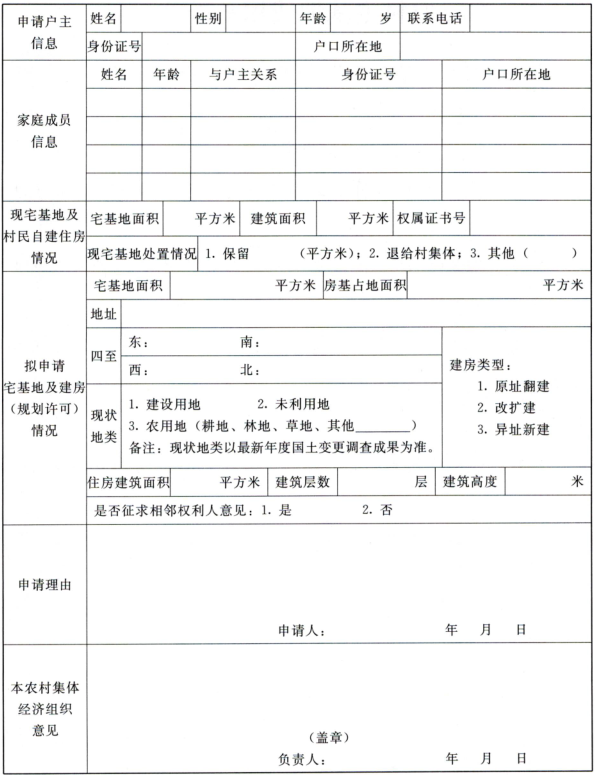 申请户主
信息
姓名 性别 年龄 岁 联系电话
身份证号 户口所在地
家庭成员
信息
姓名 年龄 与户主关系 身份证号 户口所在地
现宅基地及
村民自建住房
情况
宅基地面积 平方米 建筑面积 平方米 权属证书号
现宅基地处置情况 1. 保留 (平方米); 2. 退给村集体; 3. 其他 ( )
拟申请
宅基地及建房
(规划许可)
情况
宅基地面积 平方米 房基占地面积 平方米
地址
四至
东: 南:
西: 北:
建房类型:
1. 原址翻建
2. 改扩建
3. 异址新建
现状
地类
1. 建设用地 2. 未利用地
3. 农用地 (耕地、林地、草地、其他______)
备注: 现状地类以最新年度国土变更调查成果为准。
住房建筑面积 平方米 建筑层数 层 建筑高度 米
是否征求相邻权利人意见: 1. 是 2. 否
申请理由
申请人: 年 月 日
本农村集体
经济组织
意见
(盖章)
负责人: 年 月 日